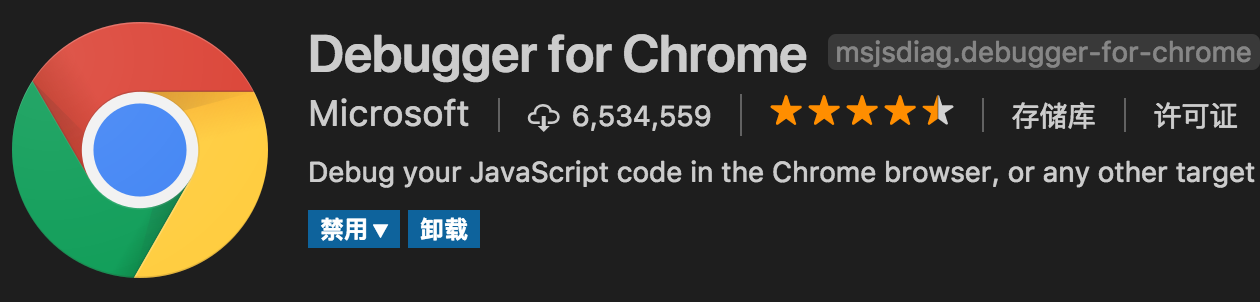 Debugger for Chrome msjsdiag.debugger-for-chrome
Microsoft 6,534,559 存储库 许可证
Debug your JavaScript code in the Chrome browser, or any other target
禁用 卸载